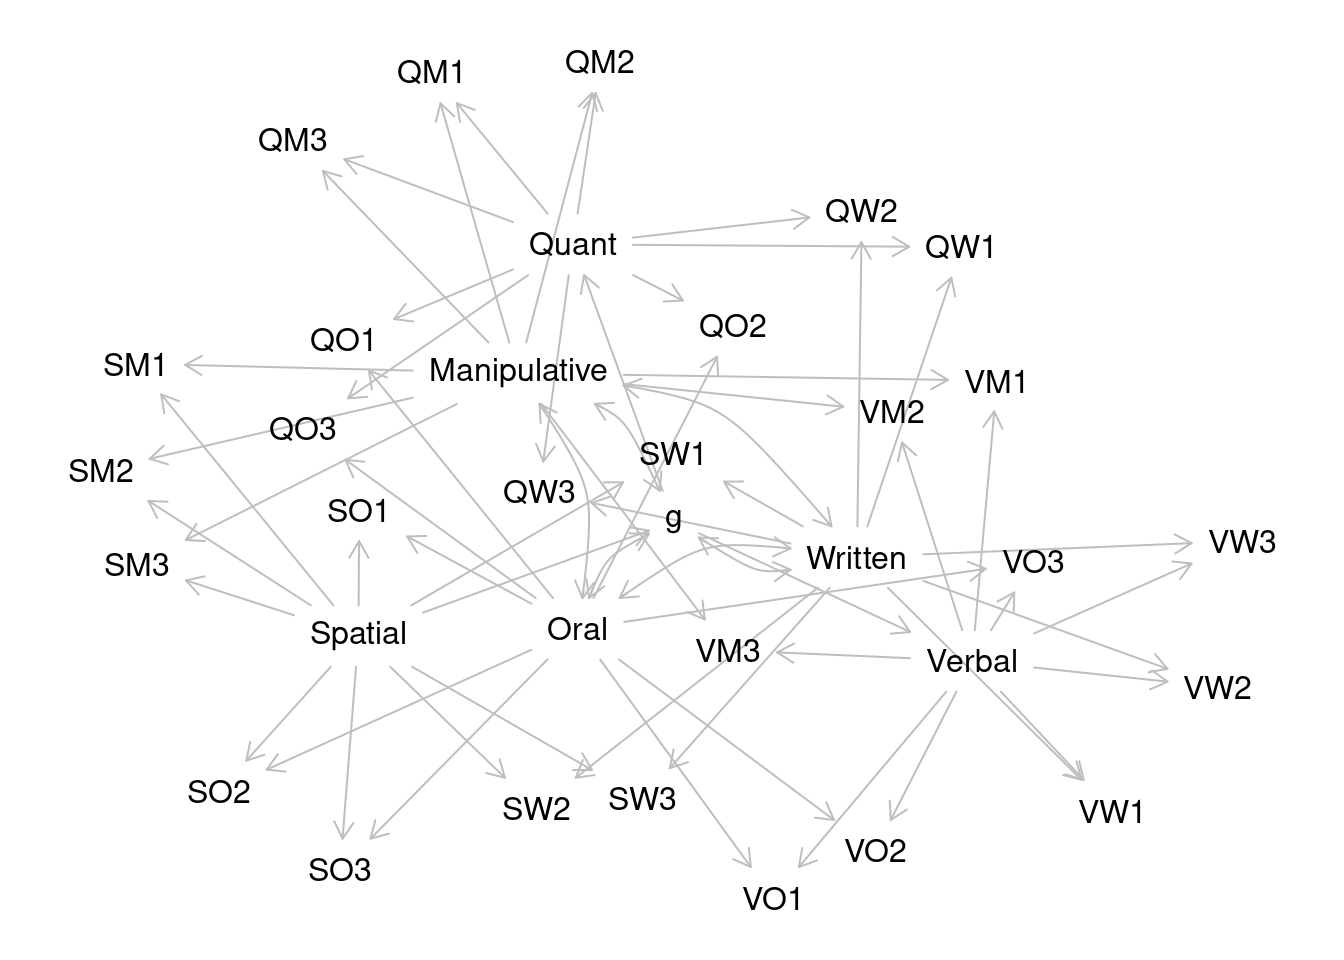 QM2
QM1
QM3
QW2
Quant
QW1
QO2
QO1
SM1
Manipulative
VM1
VM2
QO3
SW1
SM2
QW3
SO1
g
VW3
Written
VO3
SM3
Oral
Spatial
VM3
Verbal
VW2
SO2
SW3
SW2
VW1
VO2
SO3
VO1